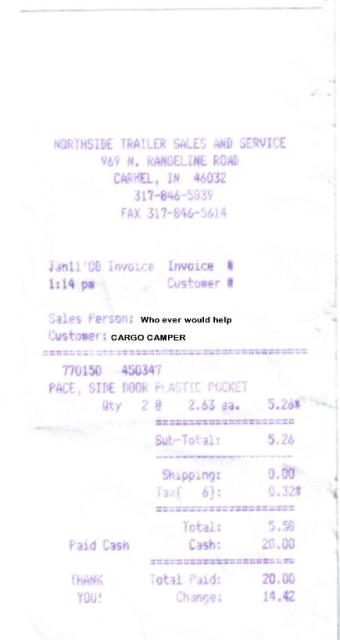 NORTHSIDE TRAILER SALES AND SERVICE
969 N. RANGELINE ROAD
CARMEL, IN 46032
317-846-5039
FAX 317-846-5614
Jan11'08 Invoice Invoice #
1:14 pm Customer #
Sales Person: Who ever would help
Customer: CARGO CAMPER
770150 450347
PACE, SIDE DOOR PLASTIC POCKET
Qty 2 @ 2.63 ea. 5.26*
Sub-Total: 5.26
Shipping: 0.00
Tax( 6): 0.32*
Total: 5.58
Paid Cash Cash: 20.00
THANK Total Paid: 20.00
YOU! Change: 14.42